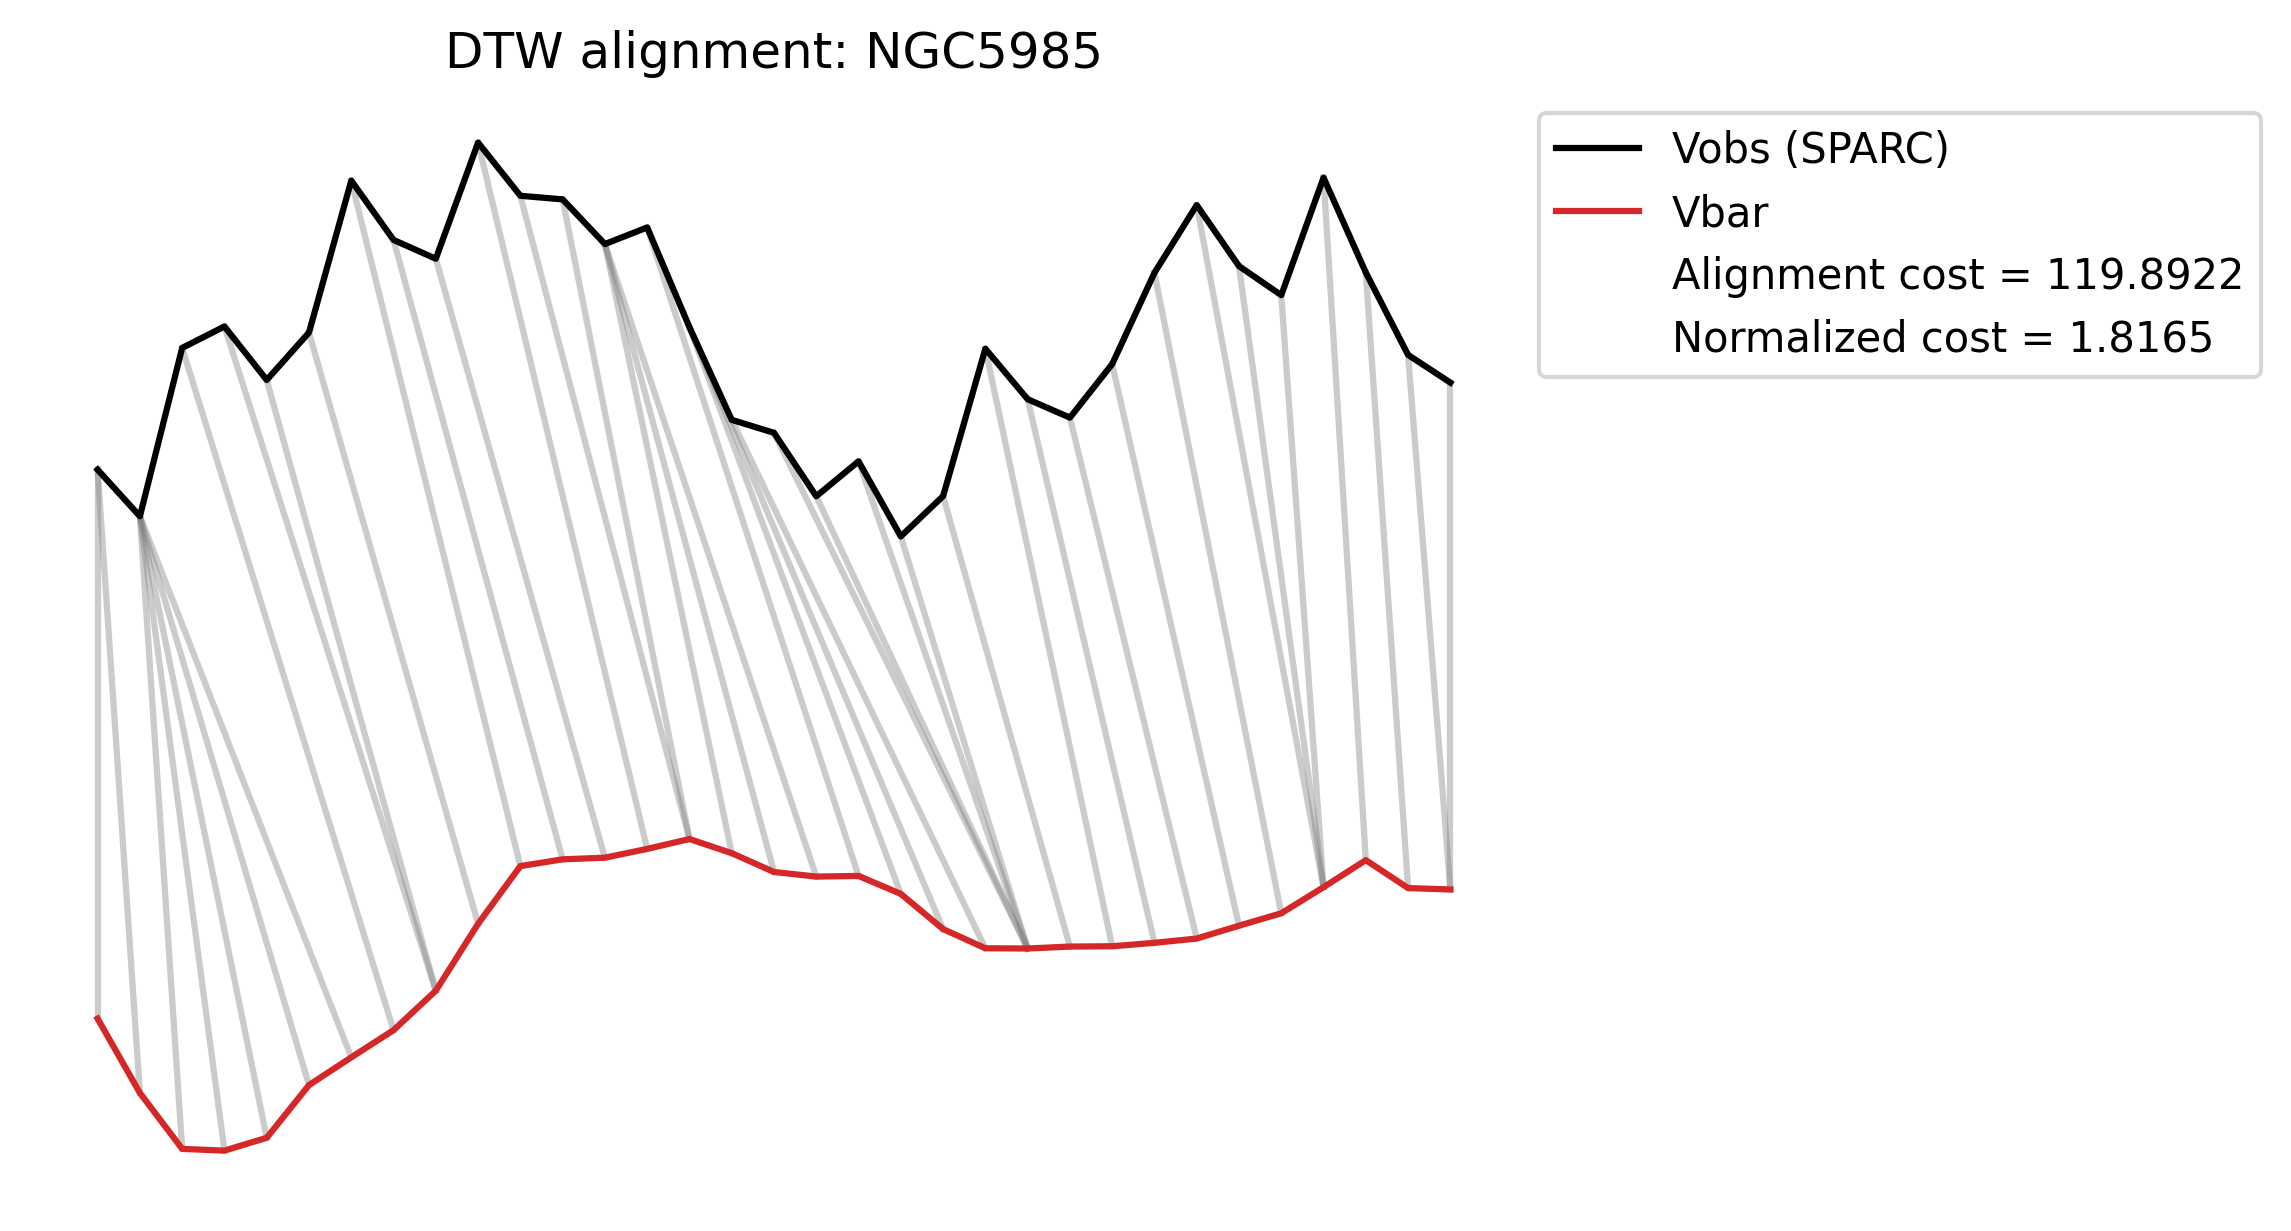 DTW alignment: NGC5985
Vobs (SPARC)
Vbar
Alignment cost = 119.8922
Normalized cost = 1.8165